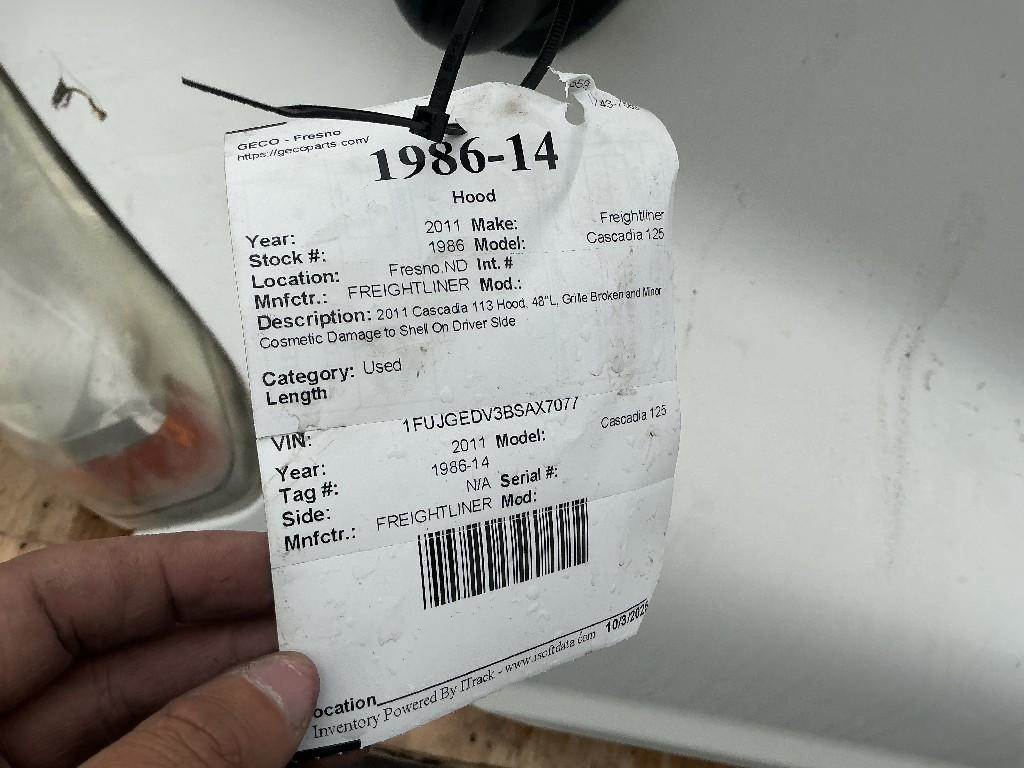 GECO - Fresno
https://gecoparts.com/
1986-14
Hood
Year: 2011 Make: Freightliner
Stock #: 1986 Model: Cascadia 125
Location: Fresno.ND Int. #
Mnfctr.: FREIGHTLINER Mod.:
Description: 2011 Cascadia 113 Hood, 48"L, Grille Broken and Minor
Cosmetic Damage to Shell On Driver Side
Category: Used
Length
VIN: 1FUJGEDV3BSAX7077
Year: 2011 Model: Cascadia 125
Tag #: 1986-14
Side: N/A Serial #:
Mnfctr.: FREIGHTLINER Mod:
ocation
Inventory Powered By ITrack - www.isoftdata.com